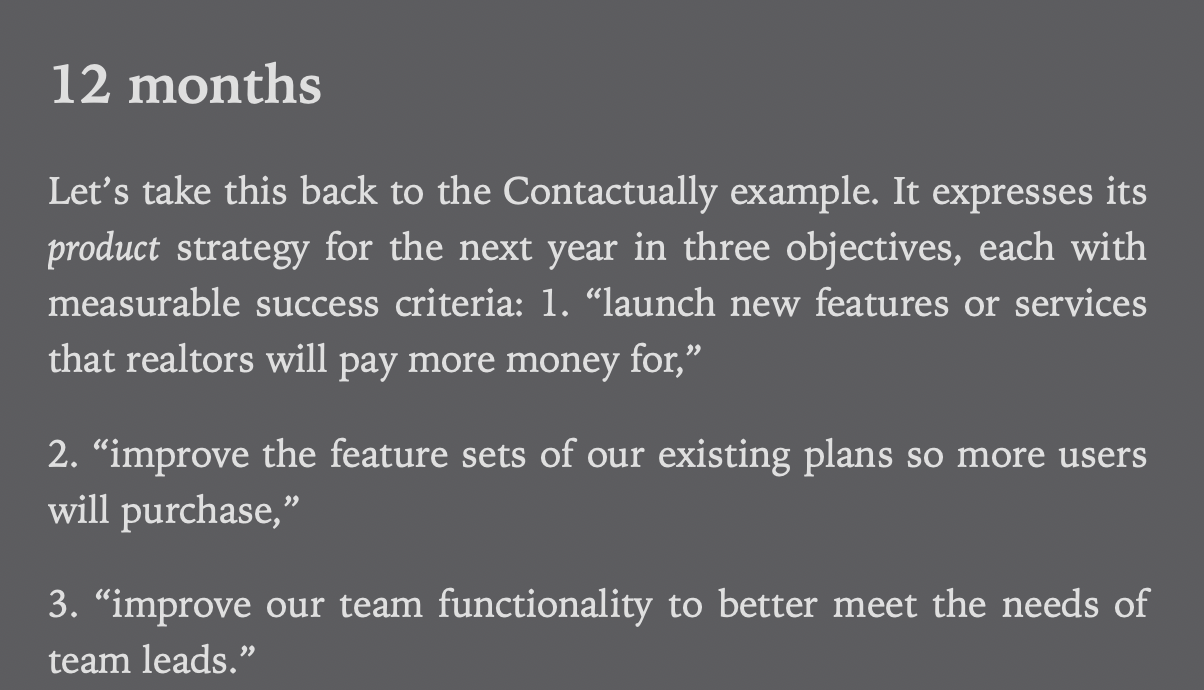 12 months
Let’s take this back to the Contactually example. It expresses its
product strategy for the next year in three objectives, each with
measurable success criteria: 1. “launch new features or services
that realtors will pay more money for,”
2. “improve the feature sets of our existing plans so more users
will purchase,”
3. “improve our team functionality to better meet the needs of
team leads.”